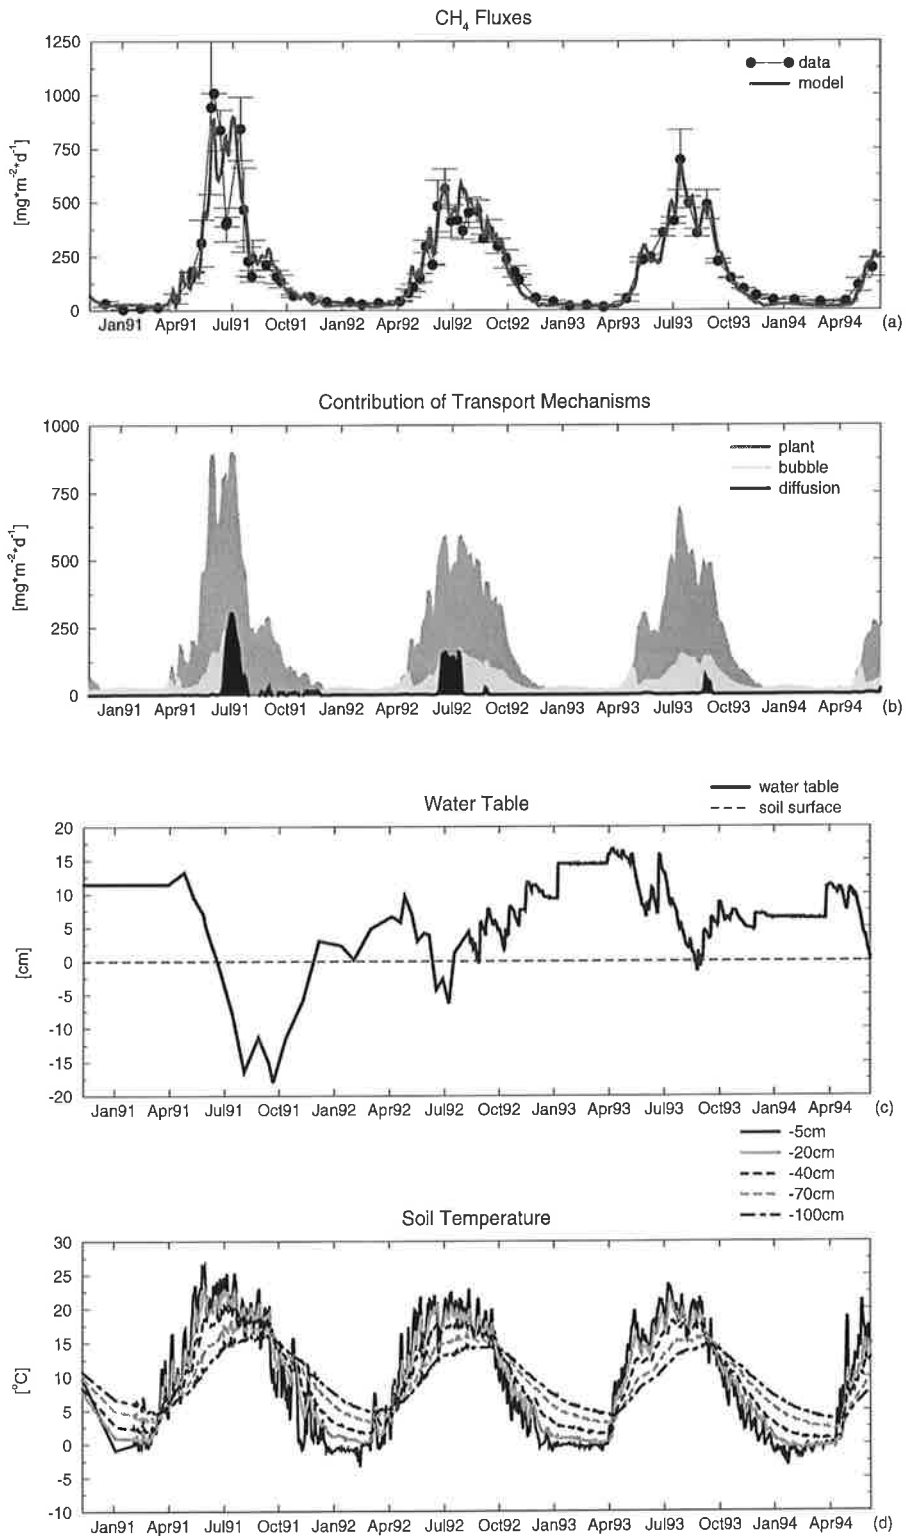 CH4 Fluxes
1250
1000
750
500
250
0
[mg*m-2*d-1]
data
model
Jan91 Apr91 Jul91 Oct91 Jan92 Apr92 Jul92 Oct92 Jan93 Apr93 Jul93 Oct93 Jan94 Apr94 (a)
Contribution of Transport Mechanisms
1000
750
500
250
0
[mg*m-2*d-1]
plant
bubble
diffusion
Jan91 Apr91 Jul91 Oct91 Jan92 Apr92 Jul92 Oct92 Jan93 Apr93 Jul93 Oct93 Jan94 Apr94 (b)
water table
soil surface
Water Table
20
15
10
5
0
-5
-10
-15
-20
[cm]
Jan91 Apr91 Jul91 Oct91 Jan92 Apr92 Jul92 Oct92 Jan93 Apr93 Jul93 Oct93 Jan94 Apr94 (c)
-5cm
-20cm
-40cm
-70cm
-100cm
Soil Temperature
30
25
20
15
10
5
0
-5
-10
[°C]
Jan91 Apr91 Jul91 Oct91 Jan92 Apr92 Jul92 Oct92 Jan93 Apr93 Jul93 Oct93 Jan94 Apr94 (d)